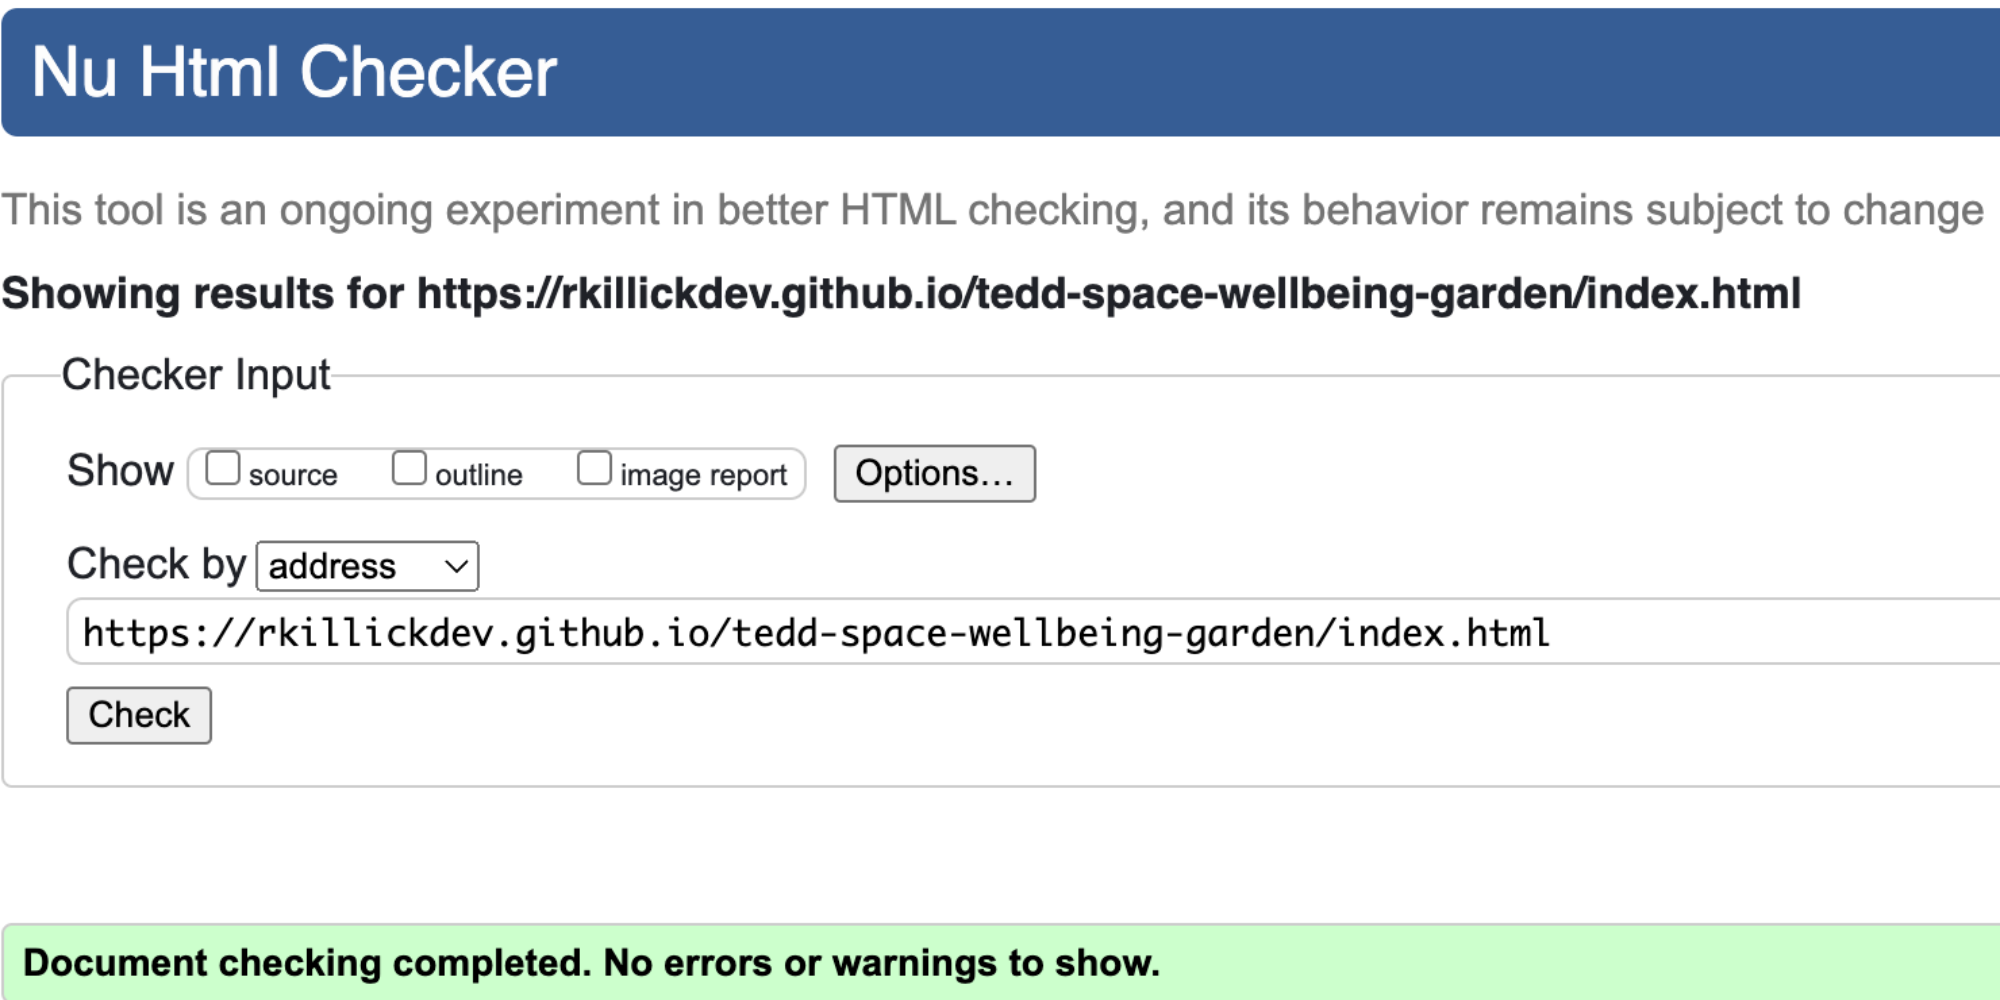 Nu Html Checker
This tool is an ongoing experiment in better HTML checking, and its behavior remains subject to change
Showing results for https://rkillickdev.github.io/tedd-space-wellbeing-garden/index.html
Checker Input
Show source outline image report Options...
Check by address
https://rkillickdev.github.io/tedd-space-wellbeing-garden/index.html
Check
Document checking completed. No errors or warnings to show.